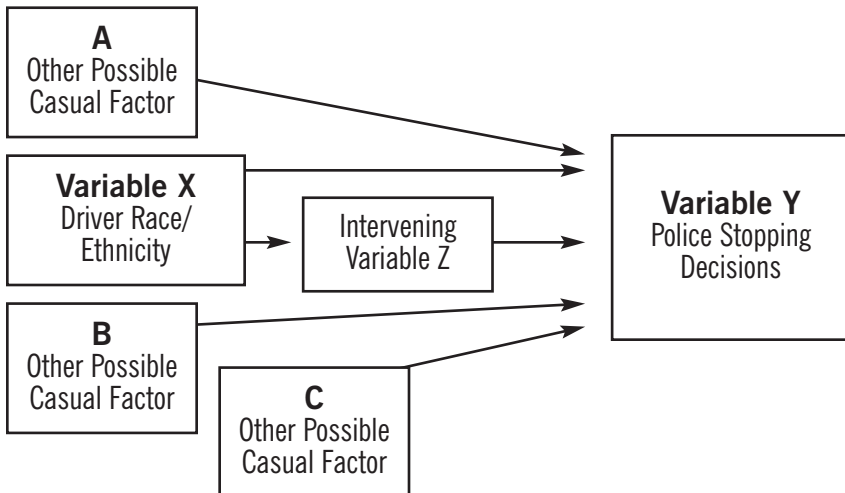 A
Other Possible
Casual Factor
Variable X
Driver Race/
Ethnicity
Intervening
Variable Z
Variable Y
Police Stopping
Decisions
B
Other Possible
Casual Factor
C
Other Possible
Casual Factor